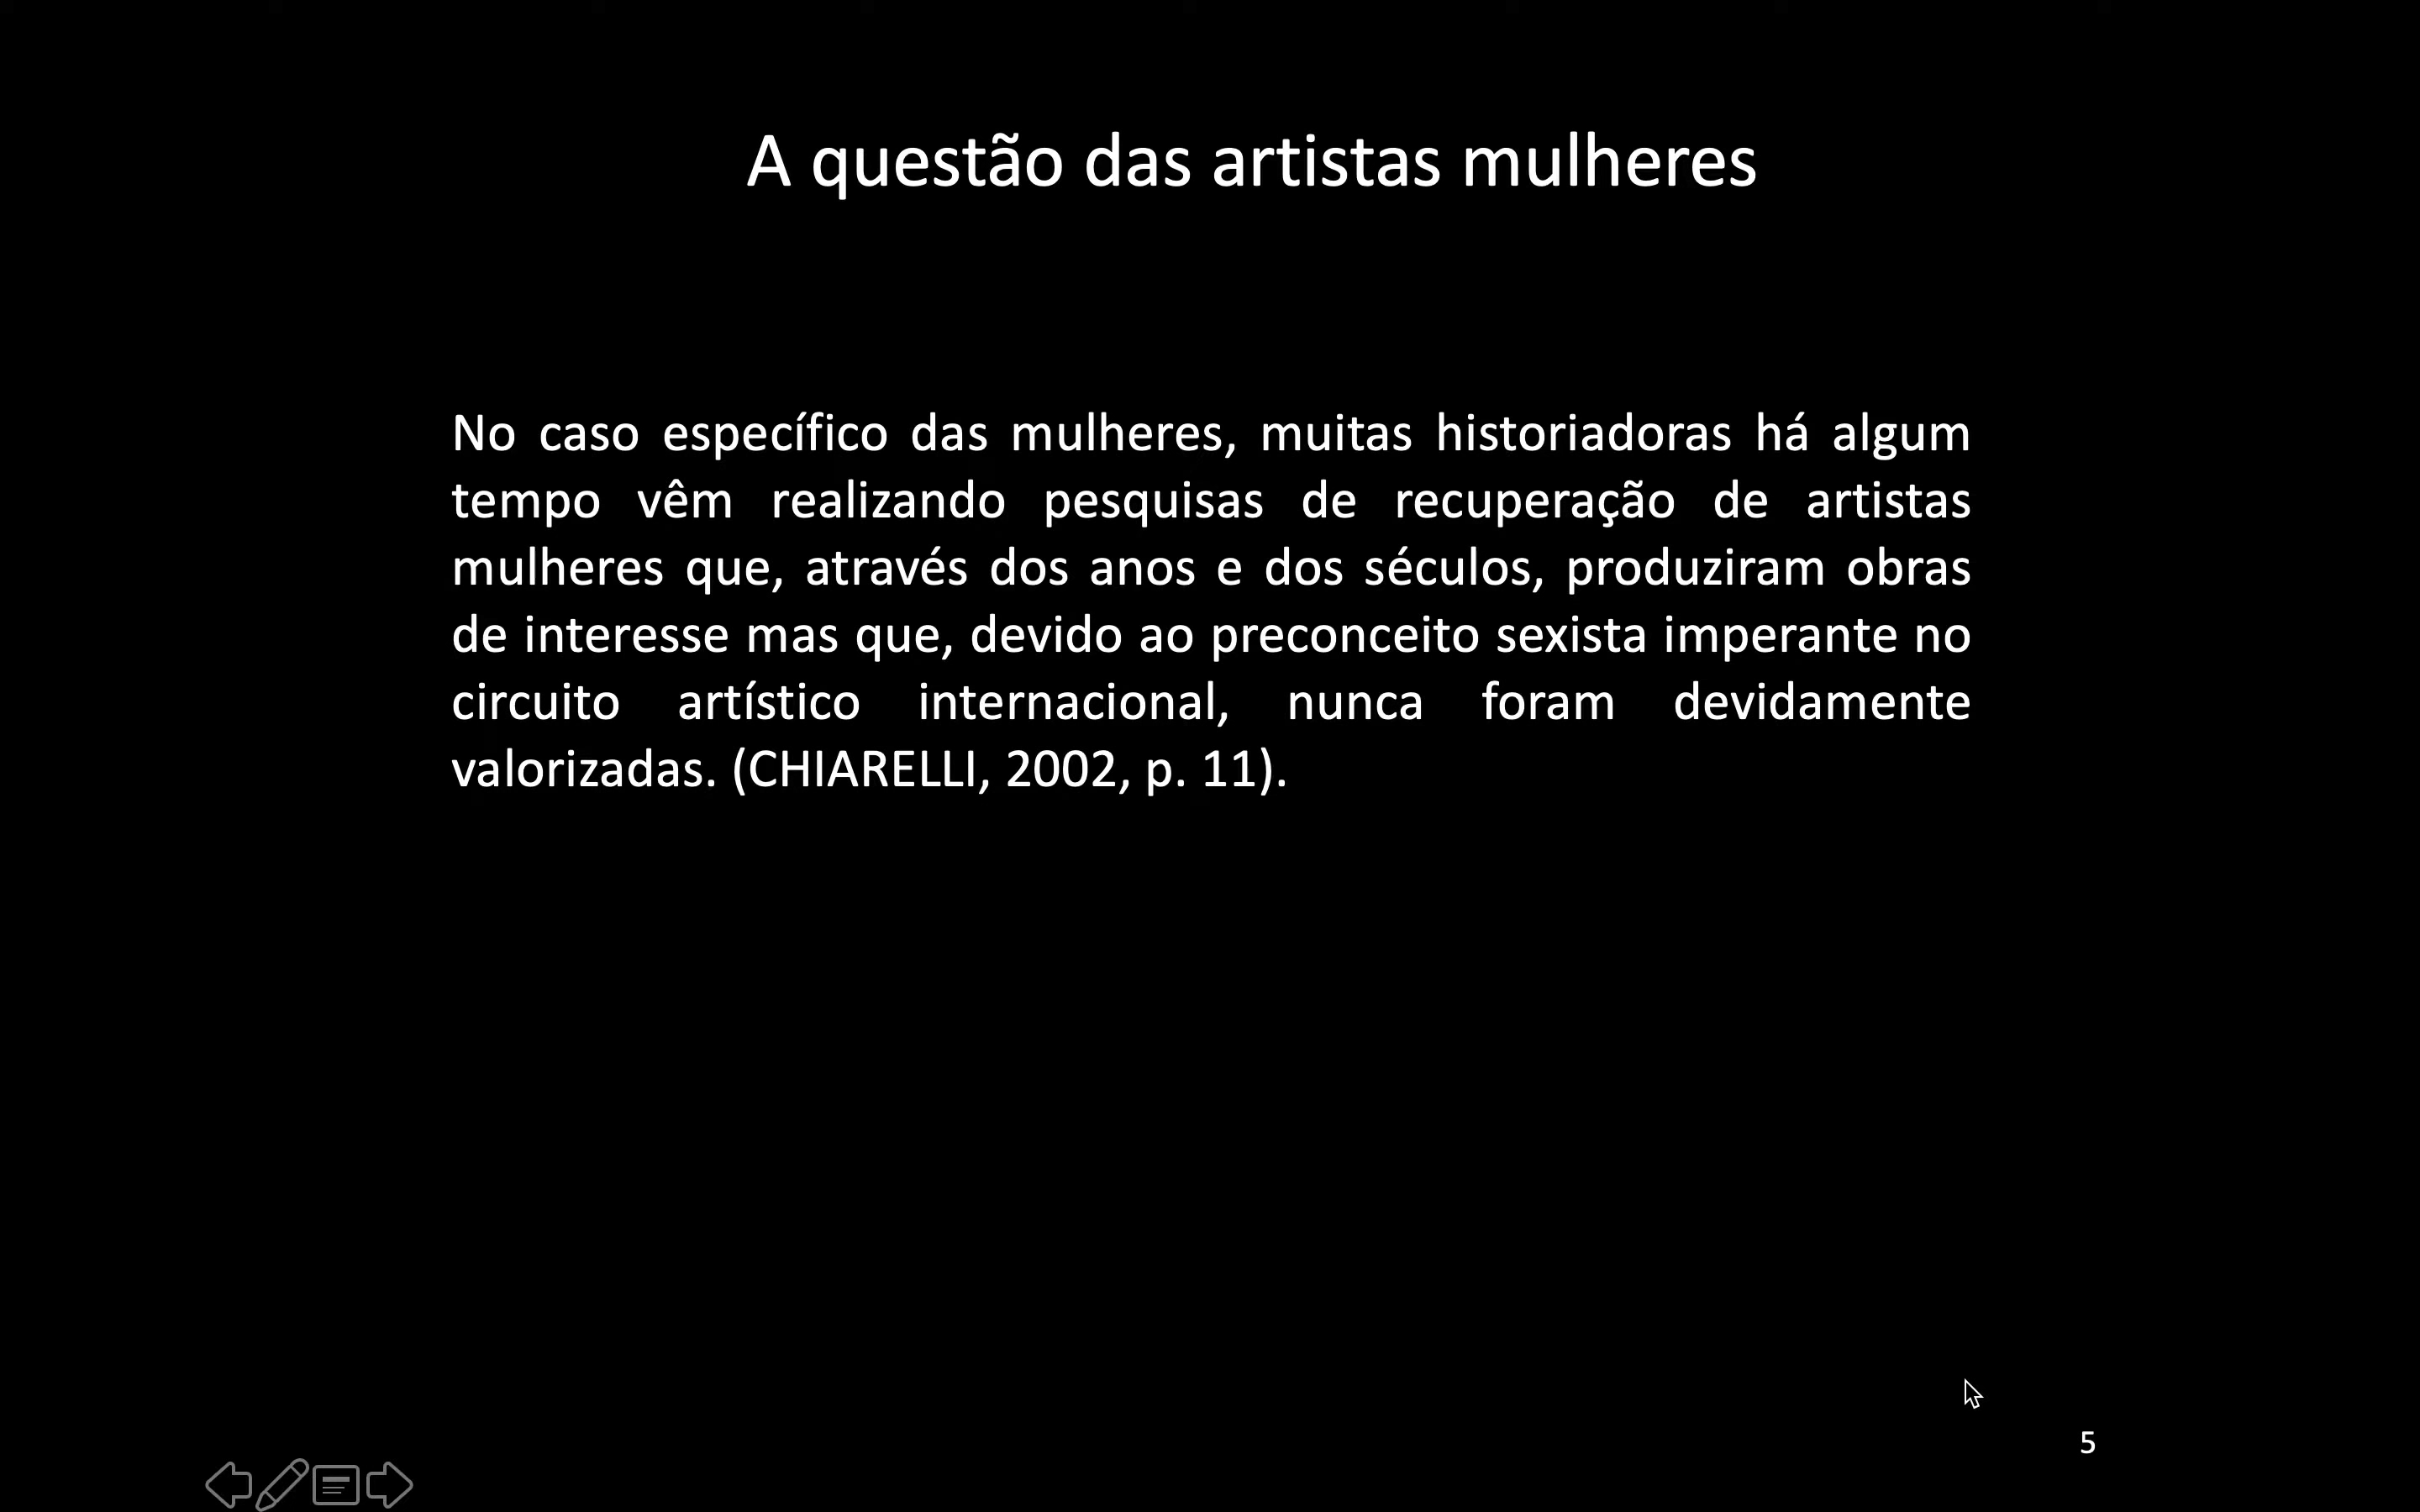 A questão das artistas mulheres
No caso específico das mulheres, muitas historiadoras há algum
tempo vêm realizando pesquisas de recuperação de artistas
mulheres que, através dos anos e dos séculos, produziram obras
de interesse mas que, devido ao preconceito sexista imperante no
circuito artístico internacional, nunca foram devidamente
valorizadas. (CHIARELLI, 2002, p. 11).
5